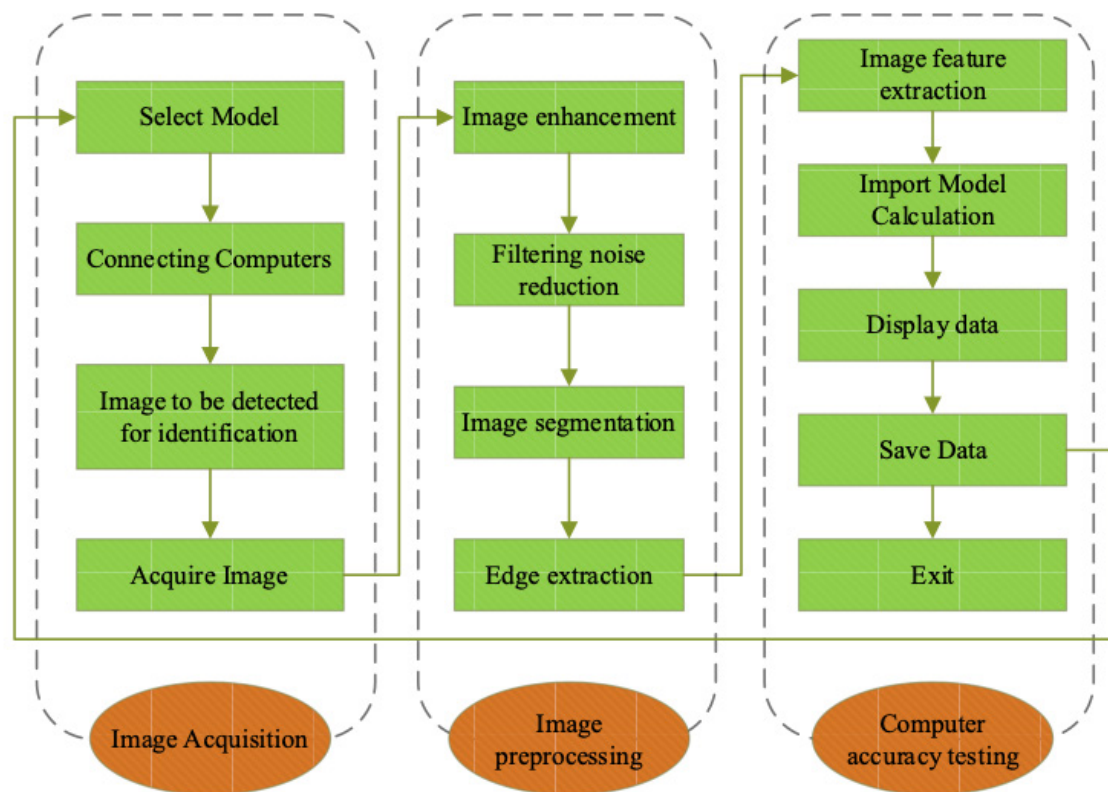 Select Model
Connecting Computers
Image to be detected
for identification
Acquire Image
Image Acquisition
Image enhancement
Filtering noise
reduction
Image segmentation
Edge extraction
Image
preprocessing
Image feature
extraction
Import Model
Calculation
Display data
Save Data
Exit
Computer
accuracy testing